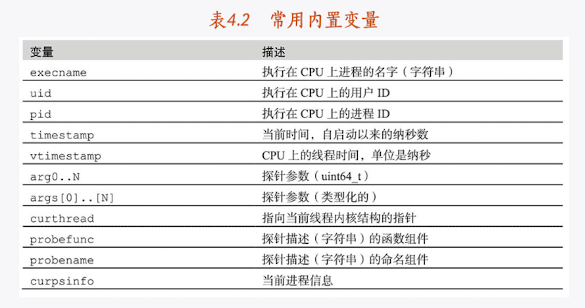 表4.2 常用内置变量
变量 描述
execname 执行在 CPU 上进程的名字（字符串）
uid 执行在 CPU 上的用户 ID
pid 执行在 CPU 上的进程 ID
timestamp 当前时间，自启动以来的纳秒数
vtimestamp CPU 上的线程时间，单位是纳秒
arg0..N 探针参数（uint64_t）
args[0]..[N] 探针参数（类型化的）
curthread 指向当前线程内核结构的指针
probefunc 探针描述（字符串）的函数组件
probename 探针描述（字符串）的命名组件
curpsinfo 当前进程信息